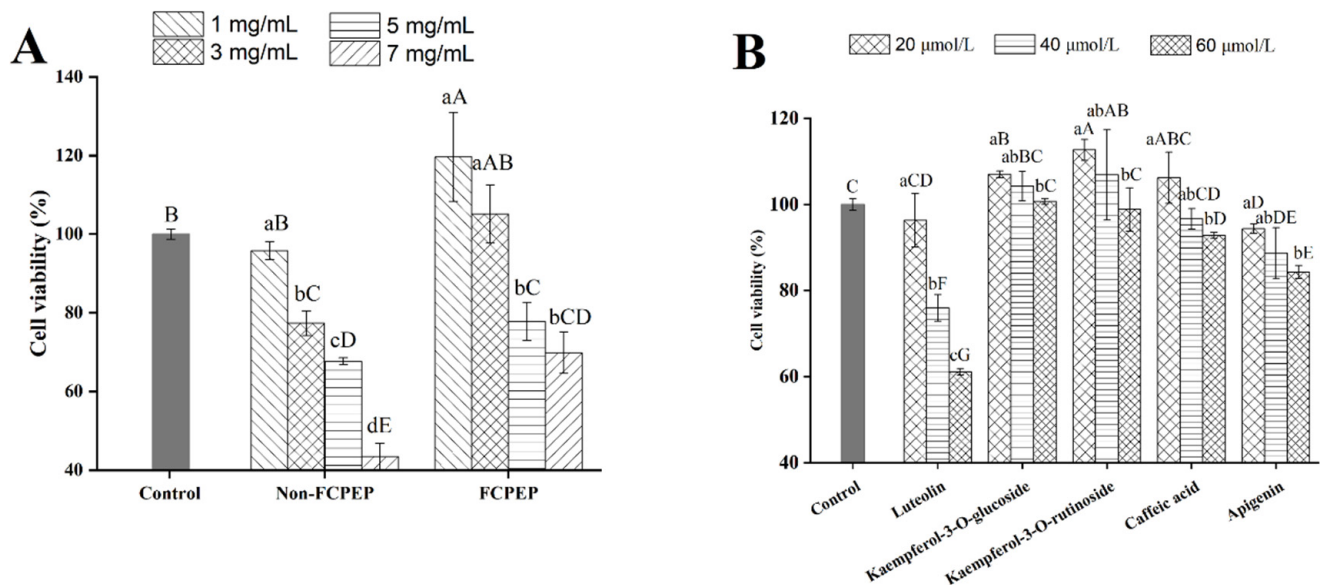 A
1 mg/mL 5 mg/mL
3 mg/mL 7 mg/mL
140
120
100
80
60
40
Cell viability (%)
B
aB
bC
cD
dE
aA
aAB
bC
bCD
Control Non-FCPEP FCPEP
B
20 μmol/L 40 μmol/L 60 μmol/L
120
100
80
60
40
Cell viability (%)
C
aCD
bF
cG
aB
abBC
bC
aA
abAB
bC
aABC
abCD
bD
aD
abDE
bE
Control
Luteolin
Kaempferol-3-O-glucoside
Kaempferol-3-O-rutinoside
Caffeic acid
Apigenin